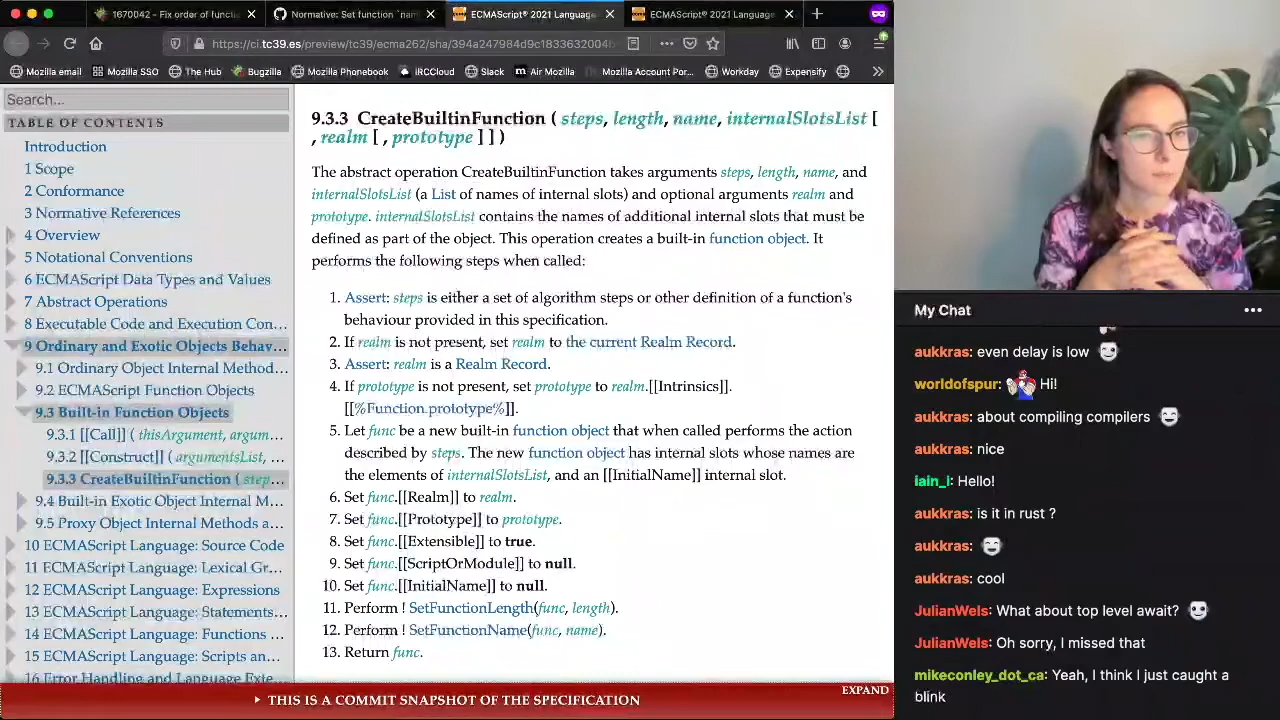 1670042 - Fix order of functi
Normative: Set function `nam
ECMAScript® 2021 Language
ECMAScript® 2021 Language
https://ci.tc39.es/preview/tc39/ecma262/sha/394a247984d9c1833632004b
Mozilla email
Mozilla SSO
The Hub
Bugzilla
Mozilla Phonebook
IRCCloud
Slack
Air Mozilla
Mozilla Account Por...
Workday
Expensify
Search...
TABLE OF CONTENTS
Introduction
1 Scope
2 Conformance
3 Normative References
4 Overview
5 Notational Conventions
6 ECMAScript Data Types and Values
7 Abstract Operations
8 Executable Code and Execution Con...
9 Ordinary and Exotic Objects Behav...
9.1 Ordinary Object Internal Method...
9.2 ECMAScript Function Objects
9.3 Built-in Function Objects
9.3.1 [[Call]] ( thisArgument, argum...
9.3.2 [[Construct]] ( argumentsList, ...
9.3.3 CreateBuiltinFunction ( step...
9.4 Built-in Exotic Object Internal M...
9.5 Proxy Object Internal Methods a...
10 ECMAScript Language: Source Code
11 ECMAScript Language: Lexical Gr...
12 ECMAScript Language: Expressions
13 ECMAScript Language: Statements...
14 ECMAScript Language: Functions ...
15 ECMAScript Language: Scripts an...
16 Error Handling and Language Exte...
9.3.3 CreateBuiltinFunction ( steps, length, name, internalSlotsList [
, realm [ , prototype ] ] )
The abstract operation CreateBuiltinFunction takes arguments steps, length, name, and
internalSlotsList (a List of names of internal slots) and optional arguments realm and
prototype. internalSlotsList contains the names of additional internal slots that must be
defined as part of the object. This operation creates a built-in function object. It
performs the following steps when called:
1. Assert: steps is either a set of algorithm steps or other definition of a function's
behaviour provided in this specification.
2. If realm is not present, set realm to the current Realm Record.
3. Assert: realm is a Realm Record.
4. If prototype is not present, set prototype to realm.[[Intrinsics]].
[[%Function.prototype%]].
5. Let func be a new built-in function object that when called performs the action
described by steps. The new function object has internal slots whose names are
the elements of internalSlotsList, and an [[InitialName]] internal slot.
6. Set func.[[Realm]] to realm.
7. Set func.[[Prototype]] to prototype.
8. Set func.[[Extensible]] to true.
9. Set func.[[ScriptOrModule]] to null.
10. Set func.[[InitialName]] to null.
11. Perform ! SetFunctionLength(func, length).
12. Perform ! SetFunctionName(func, name).
13. Return func.
THIS IS A COMMIT SNAPSHOT OF THE SPECIFICATION
EXPAND
My Chat
aukkras: even delay is low
worldofspur: Hi!
aukkras: about compiling compilers
aukkras: nice
iain_i: Hello!
aukkras: is it in rust ?
aukkras:
aukkras: cool
JulianWels: What about top level await?
JulianWels: Oh sorry, I missed that
mikeconley_dot_ca: Yeah, I think I just caught a
blink